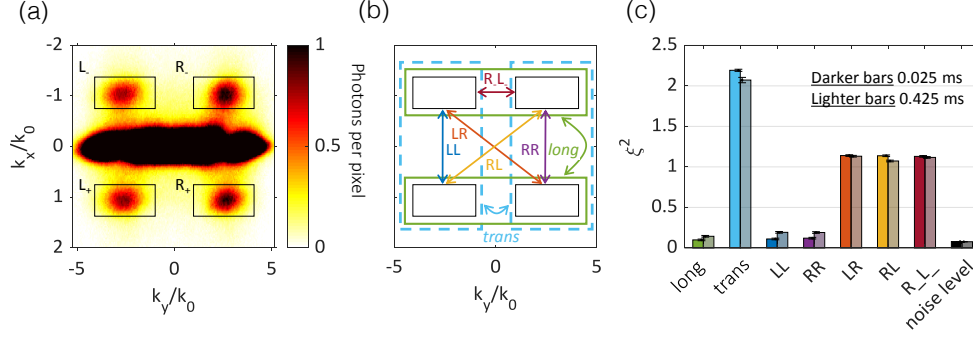 (a)
-2
-1
0
1
2
k_x/k_0
L_-
R_-
L_+
R_+
-5
0
5
k_y/k_0
1
0.5
0
Photons per pixel
(b)
R_L_
LR
LL
RL
RR
long
trans
-5
0
5
k_y/k_0
(c)
2.5
2
1.5
1
0.5
0
ξ²
Darker bars 0.025 ms
Lighter bars 0.425 ms
long
trans
LL
RR
LR
RL
R_L_
noise level